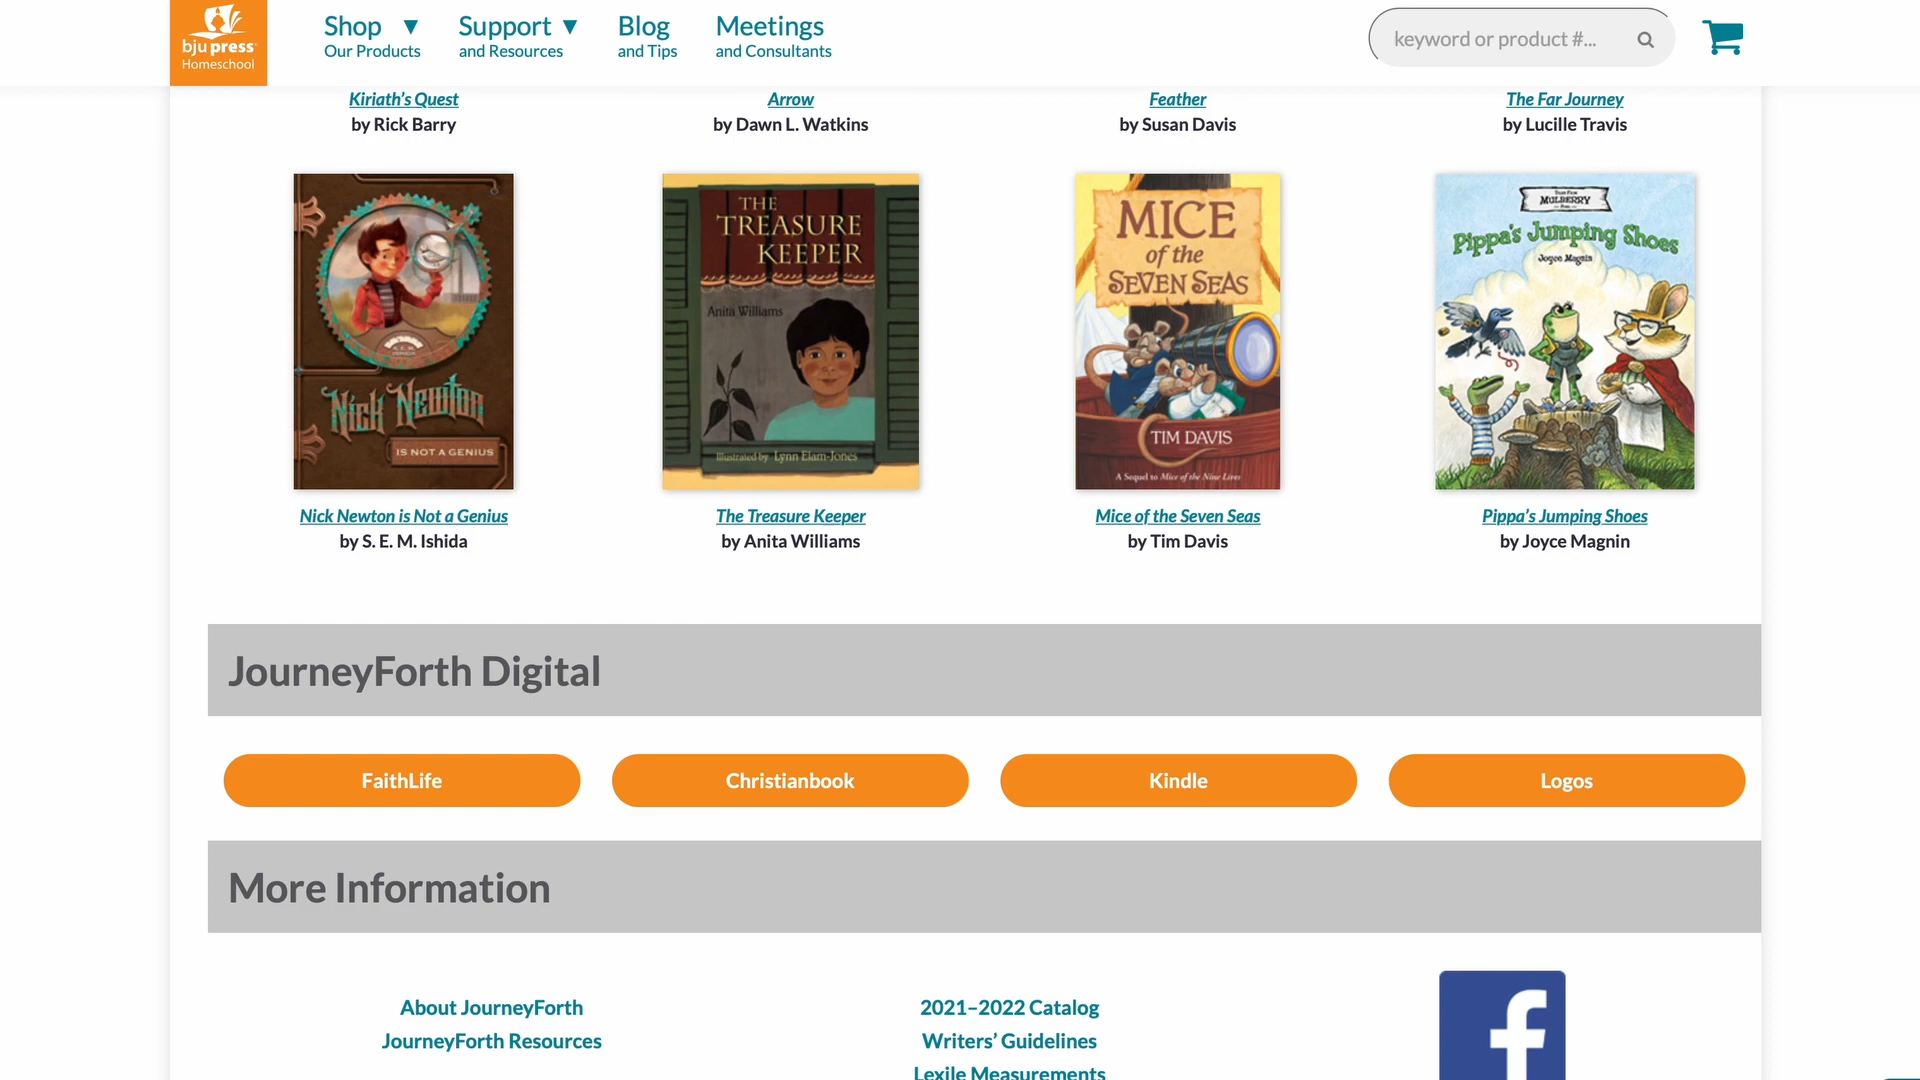 bju press
Homeschool
Shop ▼
Our Products
Support ▼
and Resources
Blog
and Tips
Meetings
and Consultants
keyword or product #...
Kiriath's Quest
by Rick Barry
Arrow
by Dawn L. Watkins
Feather
by Susan Davis
The Far Journey
by Lucille Travis
NICK NEWTON
IS NOT A GENIUS
THE
TREASURE
KEEPER
Anita Williams
Illustrated by Lynn Elam-Jones
MICE
of the
SEVEN SEAS
TIM DAVIS
A Sequel to Mice of the Nine Lives
MULBERRY
Pippa's Jumping Shoes
Joyce Magnin
Nick Newton is Not a Genius
by S. E. M. Ishida
The Treasure Keeper
by Anita Williams
Mice of the Seven Seas
by Tim Davis
Pippa's Jumping Shoes
by Joyce Magnin
JourneyForth Digital
FaithLife
Christianbook
Kindle
Logos
More Information
About JourneyForth
JourneyForth Resources
2021–2022 Catalog
Writers' Guidelines
Lexile Measurements